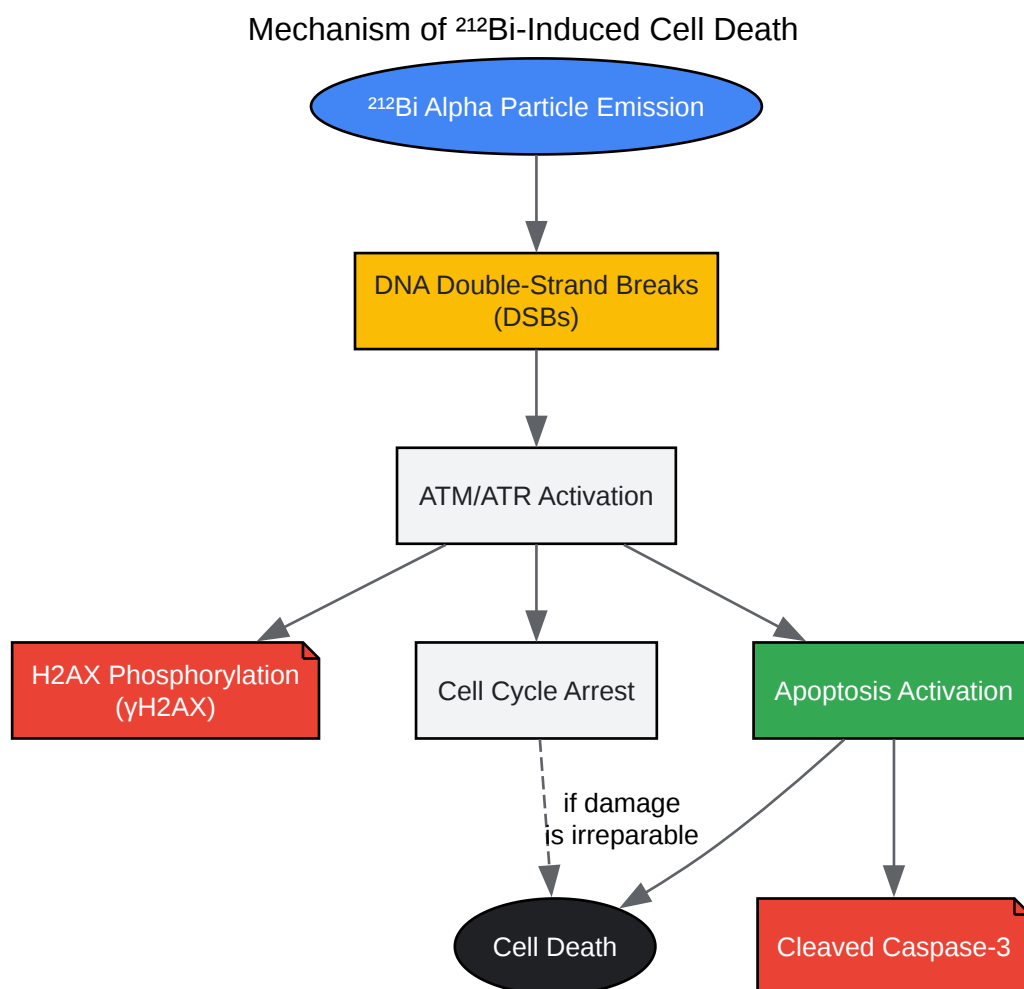 Mechanism of ²¹²Bi-Induced Cell Death
²¹²Bi Alpha Particle Emission
DNA Double-Strand Breaks
(DSBs)
ATM/ATR Activation
H2AX Phosphorylation
(γH2AX)
Cell Cycle Arrest
Apoptosis Activation
if damage
is irreparable
Cell Death
Cleaved Caspase-3